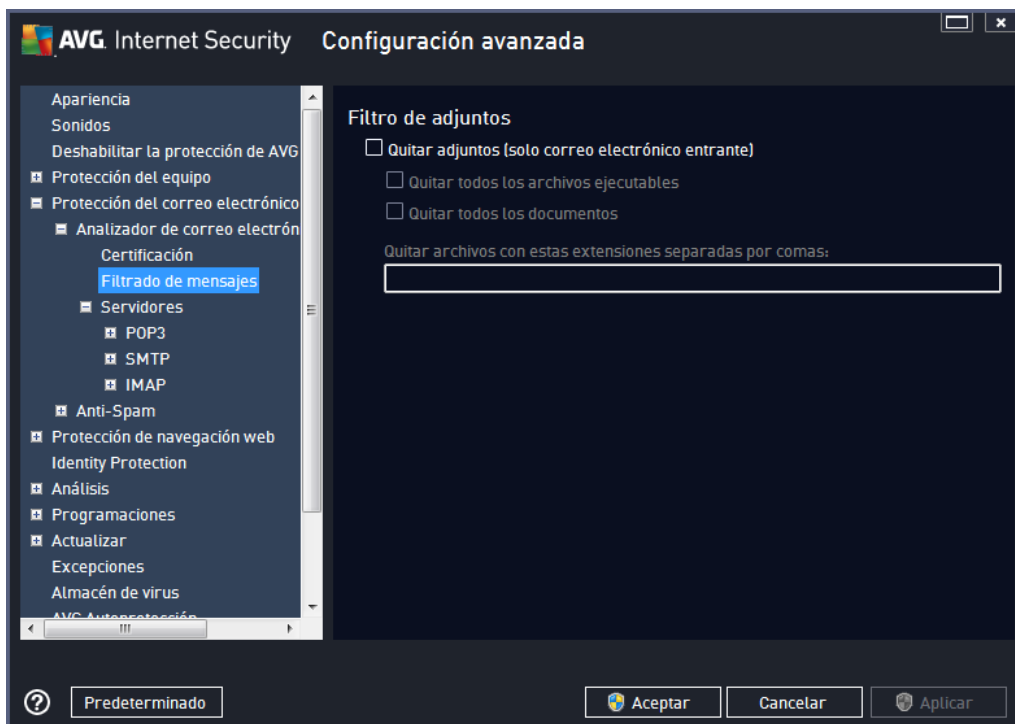 AVG. Internet Security Configuración avanzada
Apariencia
Sonidos
Deshabilitar la protección de AVG
Protección del equipo
Protección del correo electrónico
Analizador de correo electrón
Certificación
Filtrado de mensajes
Servidores
POP3
SMTP
IMAP
Anti-Spam
Protección de navegación web
Identity Protection
Análisis
Programaciones
Actualizar
Excepciones
Almacén de virus
AVG Autoprotección
Filtro de adjuntos
Quitar adjuntos (solo correo electrónico entrante)
Quitar todos los archivos ejecutables
Quitar todos los documentos
Quitar archivos con estas extensiones separadas por comas:
Predeterminado
Aceptar
Cancelar
Aplicar